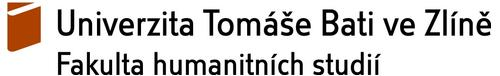 Univerzita Tomáše Bati ve Zlíně
Fakulta humanitních studií